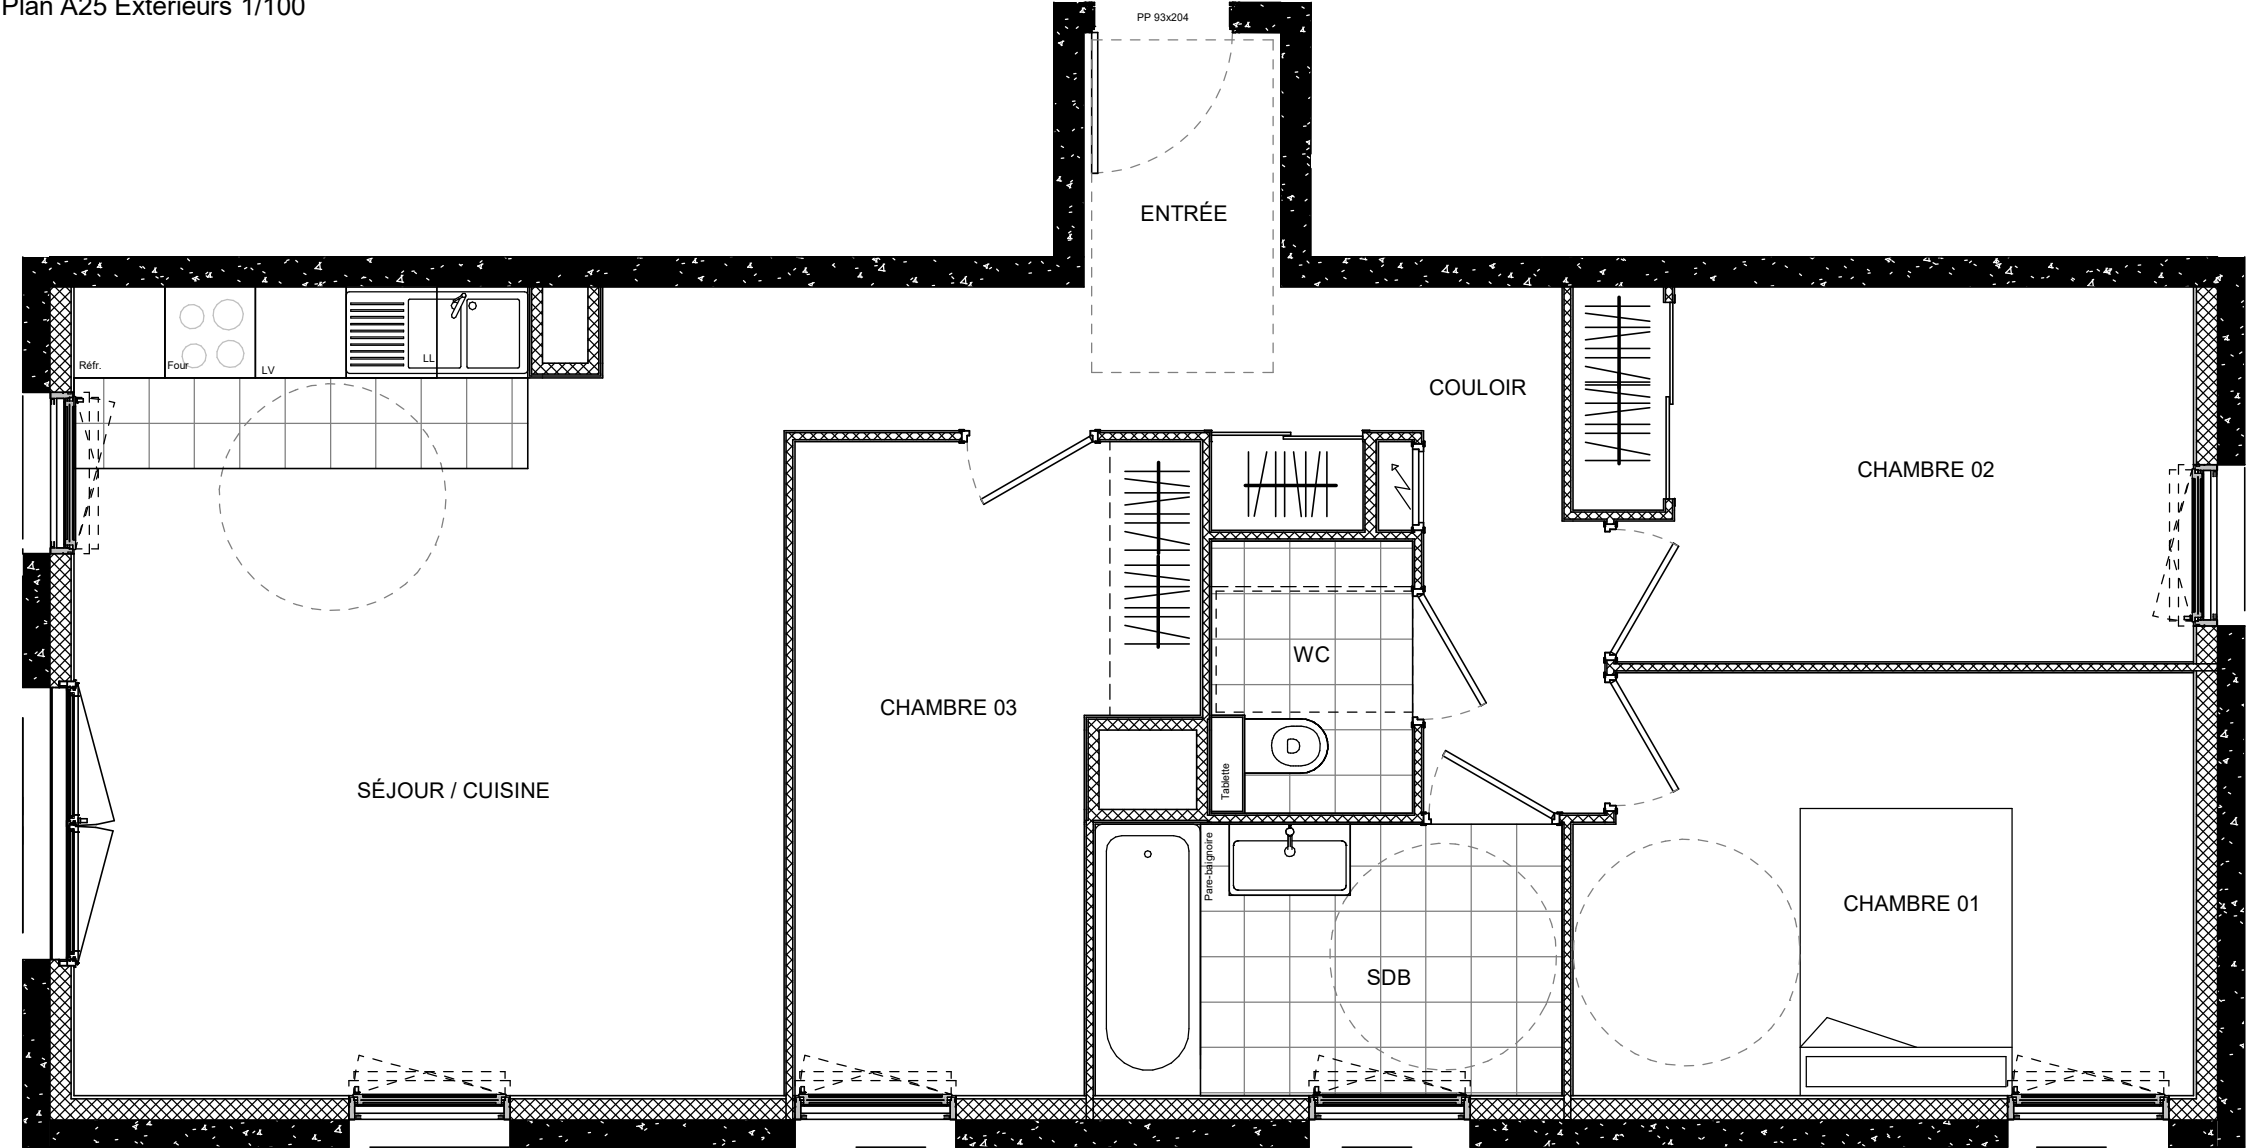 Plan A25 Extérieurs 1/100
PP 93x204
ENTRÉE
Réfr.
Four
LV
LL
COULOIR
CHAMBRE 02
WC
CHAMBRE 03
Tablette
SÉJOUR / CUISINE
Pare-baignoire
CHAMBRE 01
SDB